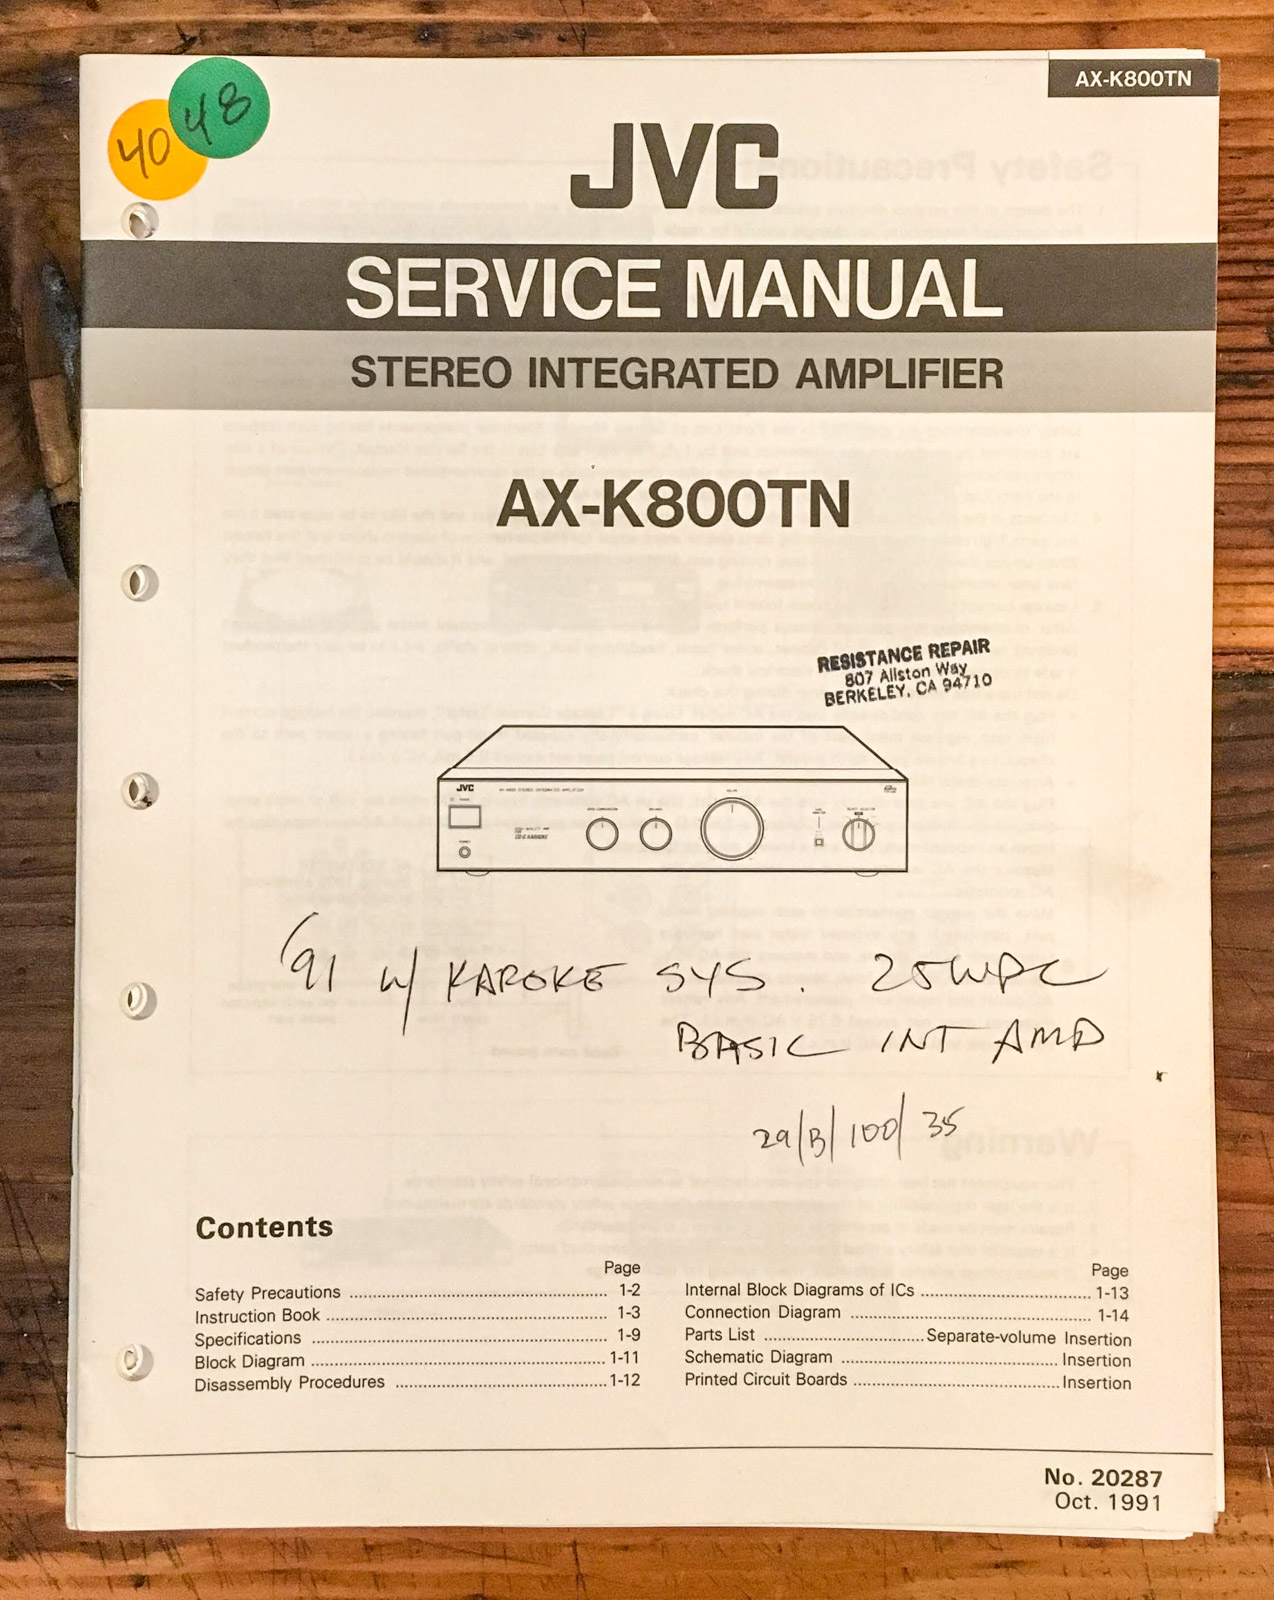 AX-K800TN
48
40
JVC
SERVICE MANUAL
STEREO INTEGRATED AMPLIFIER
AX-K800TN
RESISTANCE REPAIR
807 Allston Way
BERKELEY, CA 94710
JVC
CD-G KARAOKE
'91 W/ KAROKE SYS. 25WPC
BASIC INT AMP
29/B/100/35
Contents
Page
Safety Precautions 1-2
Instruction Book 1-3
Specifications 1-9
Block Diagram 1-11
Disassembly Procedures 1-12
Page
Internal Block Diagrams of ICs 1-13
Connection Diagram 1-14
Parts List Separate-volume Insertion
Schematic Diagram Insertion
Printed Circuit Boards Insertion
No. 20287
Oct. 1991